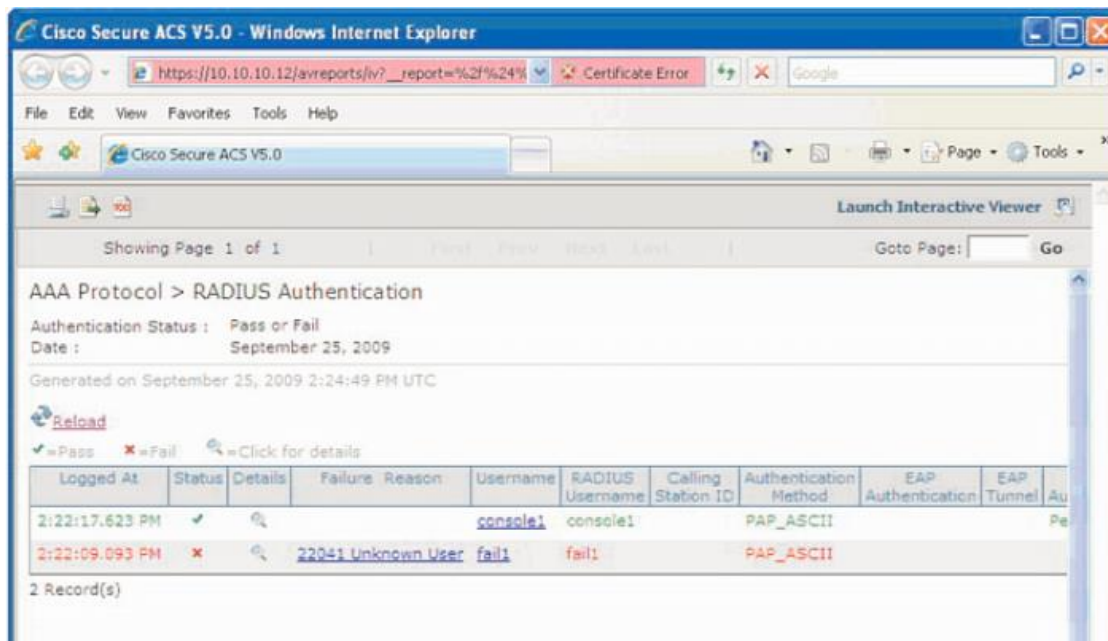 Cisco Secure ACS V5.0 - Windows Internet Explorer
https://10.10.10.12/avreports/iv?__report=%2f%24% Certificate Error Google
File Edit View Favorites Tools Help
Cisco Secure ACS V5.0 Page Tools
Launch Interactive Viewer
Showing Page 1 of 1 First Prev Next Last Goto Page: Go
AAA Protocol > RADIUS Authentication
Authentication Status : Pass or Fail
Date : September 25, 2009
Generated on September 25, 2009 2:24:49 PM UTC
Reload
=Pass =Fail =Click for details
Logged At Status Details Failure Reason Username RADIUS Username Calling Station ID Authentication Method EAP Authentication EAP Tunnel Au
2:22:17.623 PM console1 console1 PAP_ASCII Pe
2:22:09.093 PM 22041 Unknown User fail1 fail1 PAP_ASCII
2 Record(s)